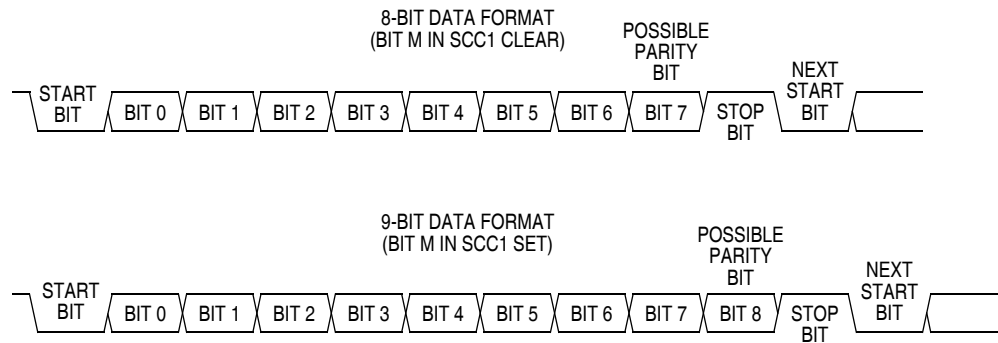 8-BIT DATA FORMAT
(BIT M IN SCC1 CLEAR)
POSSIBLE
PARITY
BIT
START
BIT
BIT 0
BIT 1
BIT 2
BIT 3
BIT 4
BIT 5
BIT 6
BIT 7
STOP
BIT
NEXT
START
BIT
9-BIT DATA FORMAT
(BIT M IN SCC1 SET)
POSSIBLE
PARITY
BIT
START
BIT
BIT 0
BIT 1
BIT 2
BIT 3
BIT 4
BIT 5
BIT 6
BIT 7
BIT 8
STOP
BIT
NEXT
START
BIT